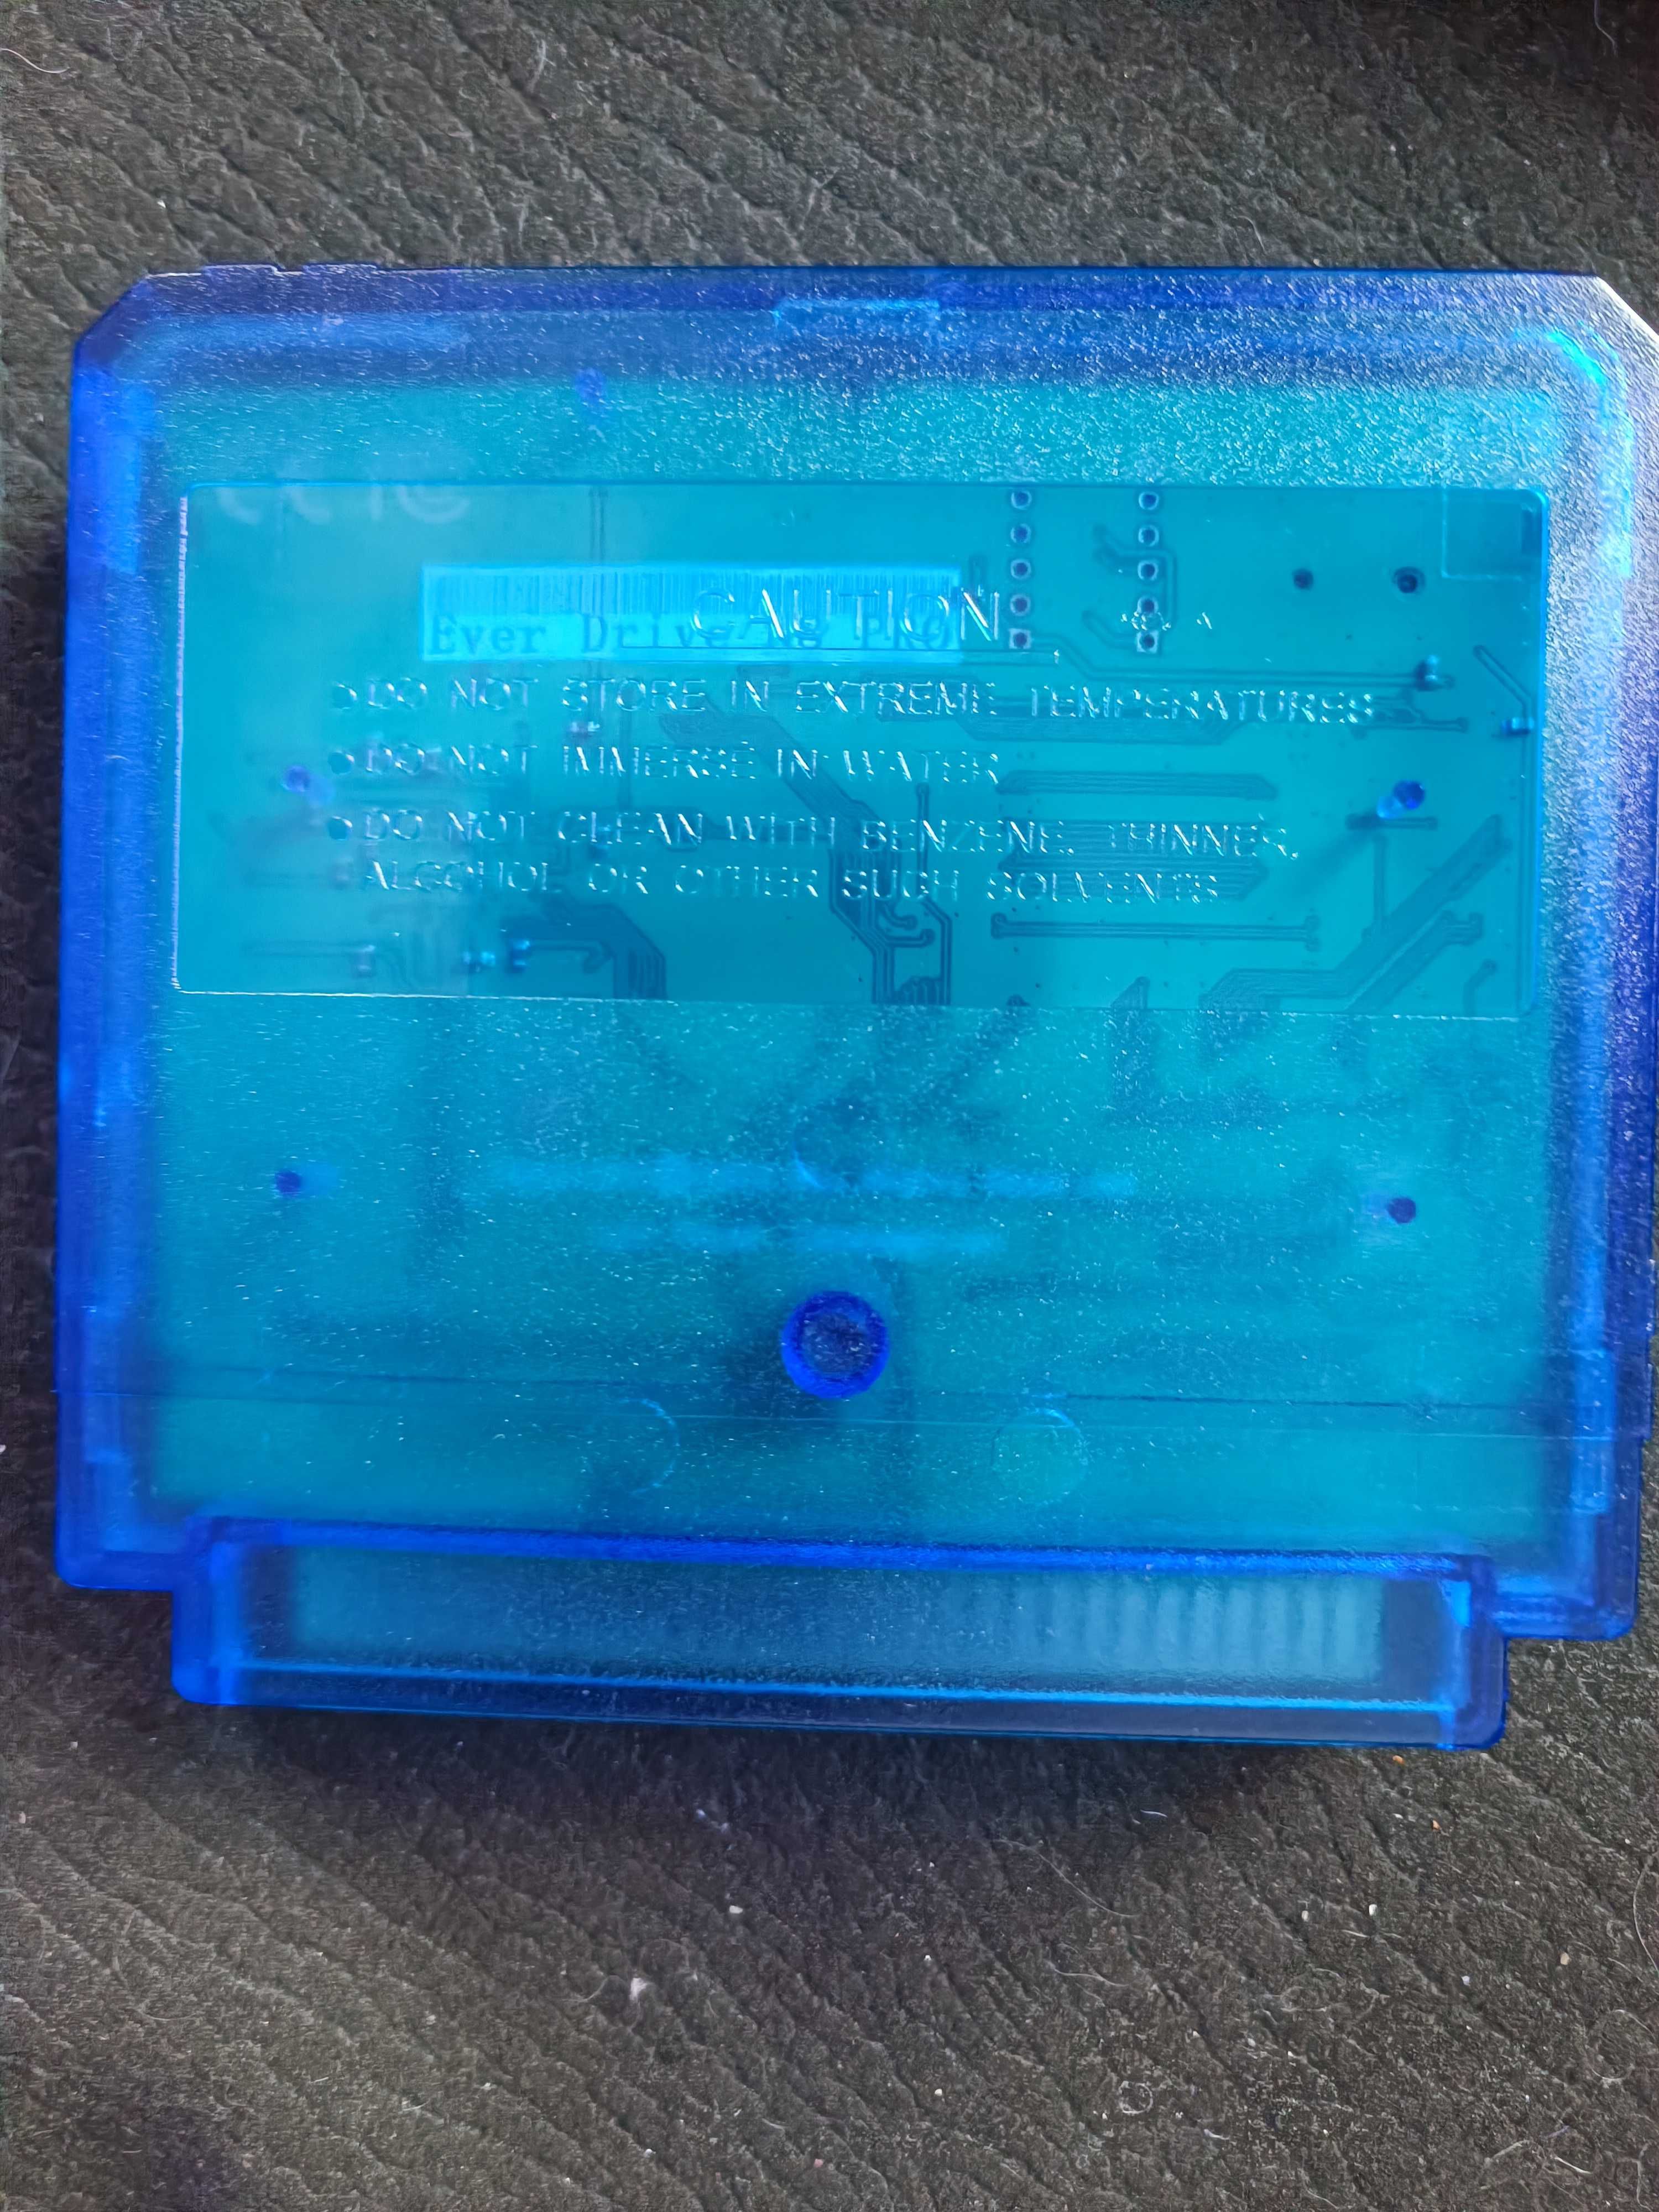 Ever Drive N8 PRO
CAUTION
●DO NOT STORE IN EXTREME TEMPERATURES
●DO NOT IMMERSE IN WATER
●DO NOT CLEAN WITH BENZENE, THINNER,
ALCOHOL OR OTHER SUCH SOLVENTS